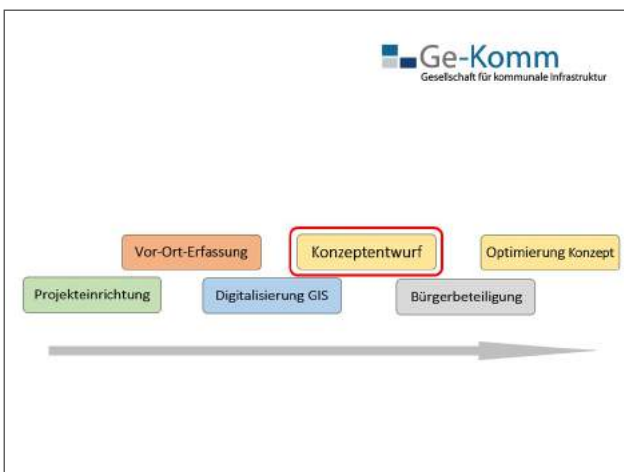 Ge-Komm
Gesellschaft für kommunale Infrastruktur
Vor-Ort-Erfassung
Konzeptentwurf
Optimierung Konzept
Projekteinrichtung
Digitalisierung GIS
Bürgerbeteiligung